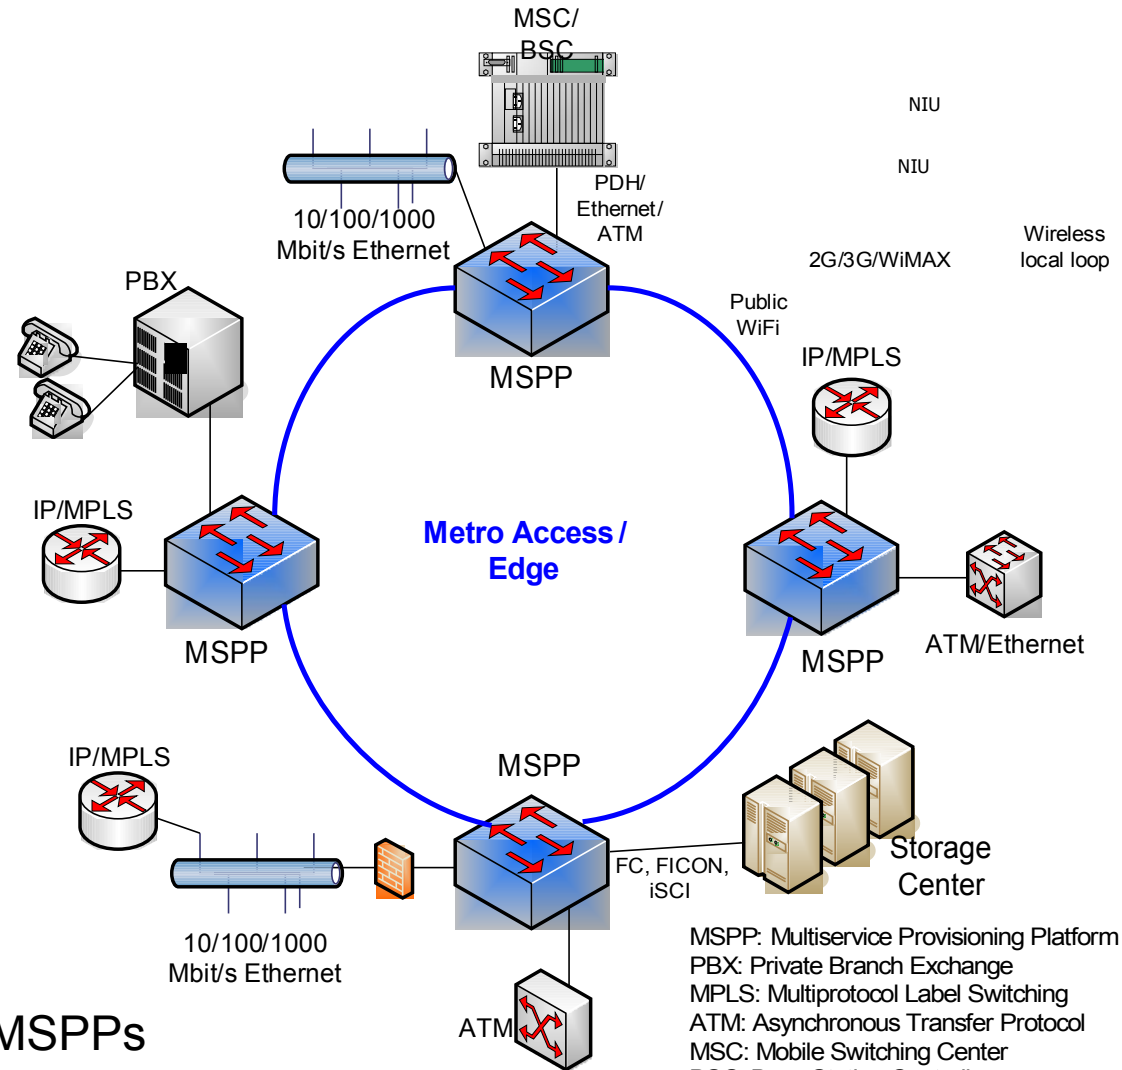 MSC/
BSC
NIU
NIU
PDH/
Ethernet/
ATM
10/100/1000
Mbit/s Ethernet
Wireless
local loop
2G/3G/WiMAX
PBX
Public
WiFi
IP/MPLS
MSPP
IP/MPLS
Metro Access /
Edge
MSPP
MSPP
ATM/Ethernet
IP/MPLS
MSPP
Storage
Center
FC, FICON,
iSCI
10/100/1000
Mbit/s Ethernet
ATM
MSPP: Multiservice Provisioning Platform
PBX: Private Branch Exchange
MPLS: Multiprotocol Label Switching
ATM: Asynchronous Transfer Protocol
MSC: Mobile Switching Center
MSPPs